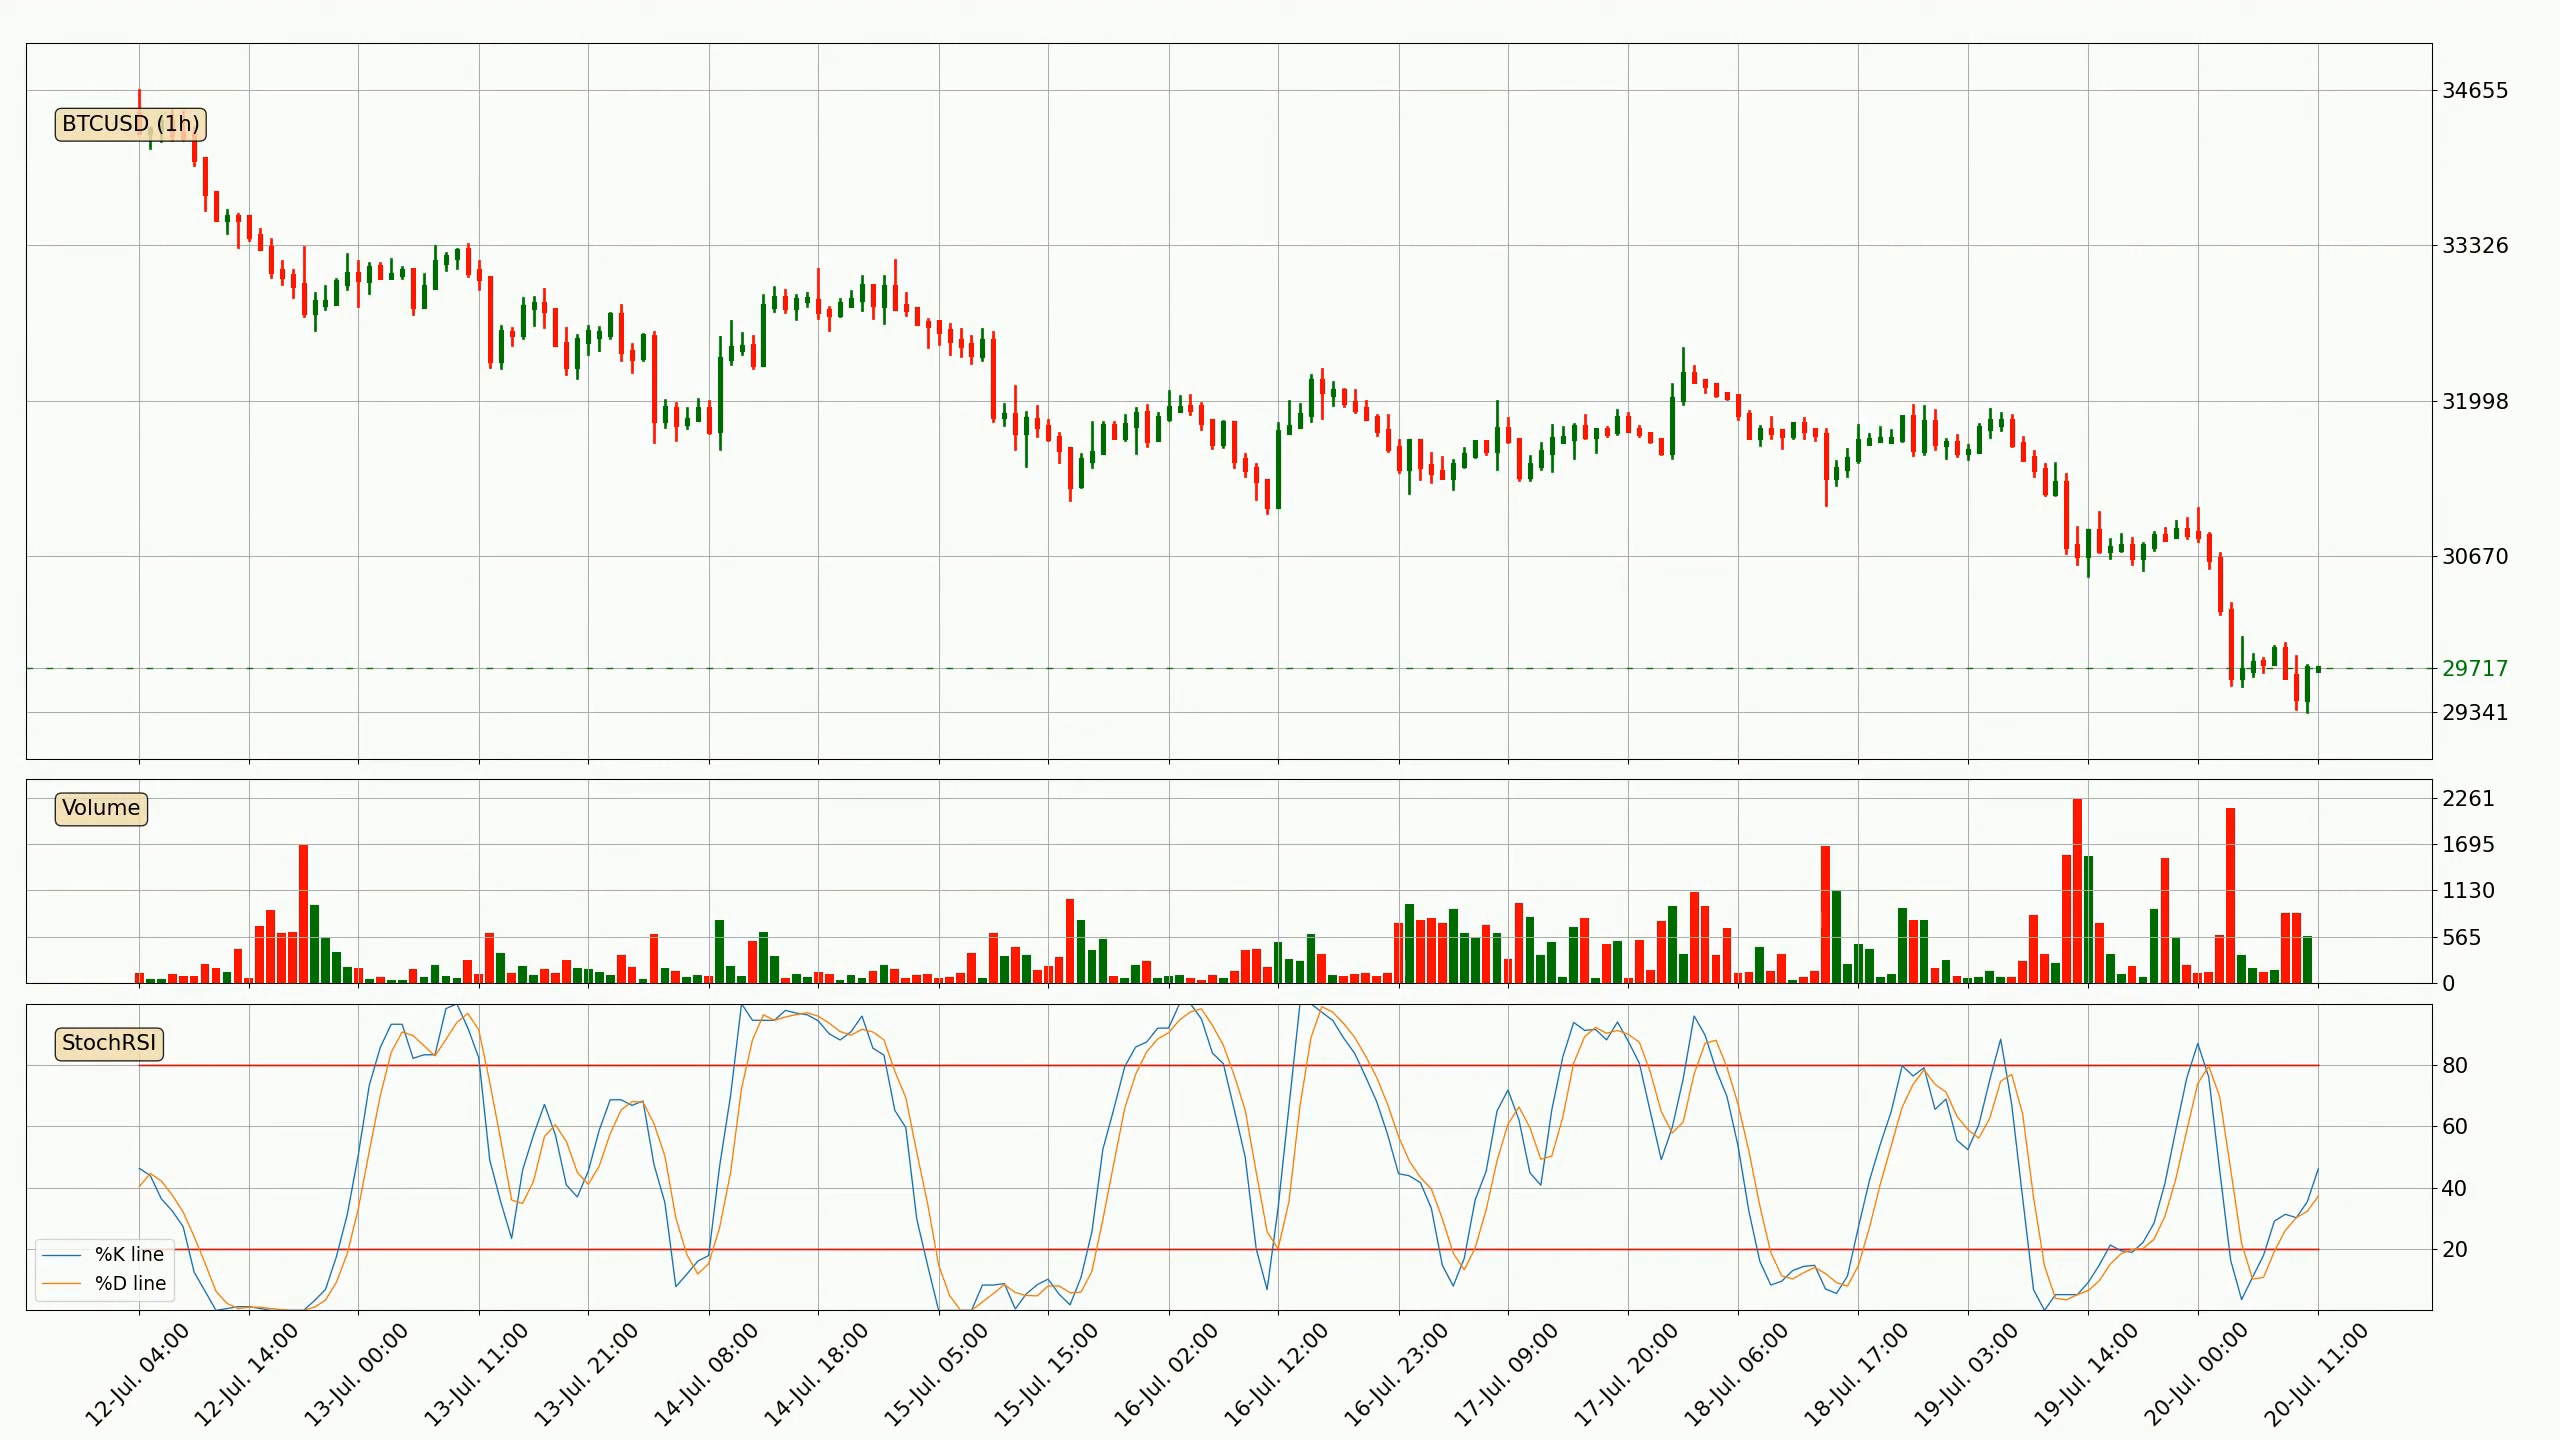 BTCUSD (1h)
34655
33326
31998
30670
29717
29341
Volume
2261
1695
1130
565
0
StochRSI
80
60
40
20
%K line
%D line
12-Jul. 04:00
12-Jul. 14:00
13-Jul. 00:00
13-Jul. 11:00
13-Jul. 21:00
14-Jul. 08:00
14-Jul. 18:00
15-Jul. 05:00
15-Jul. 15:00
16-Jul. 02:00
16-Jul. 12:00
16-Jul. 23:00
17-Jul. 09:00
17-Jul. 20:00
18-Jul. 06:00
18-Jul. 17:00
19-Jul. 03:00
19-Jul. 14:00
20-Jul. 00:00
20-Jul. 11:00